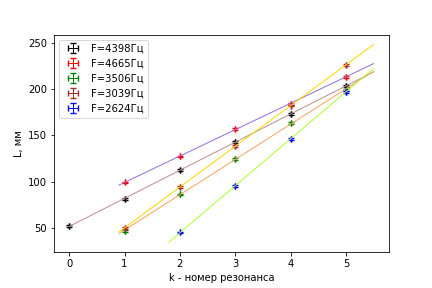 250
200
150
100
50
L, мм
F=4398Гц
F=4665Гц
F=3506Гц
F=3039Гц
F=2624Гц
0 1 2 3 4 5
k - номер резонанса